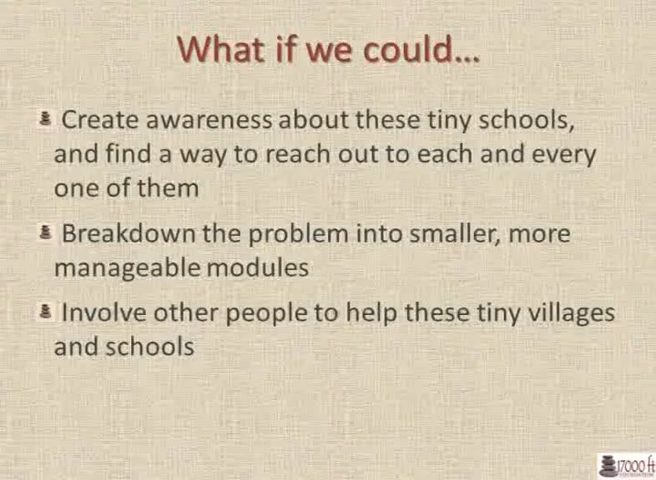 What if we could...
Create awareness about these tiny schools,
and find a way to reach out to each and every
one of them
Breakdown the problem into smaller, more
manageable modules
Involve other people to help these tiny villages
and schools
17000 ft